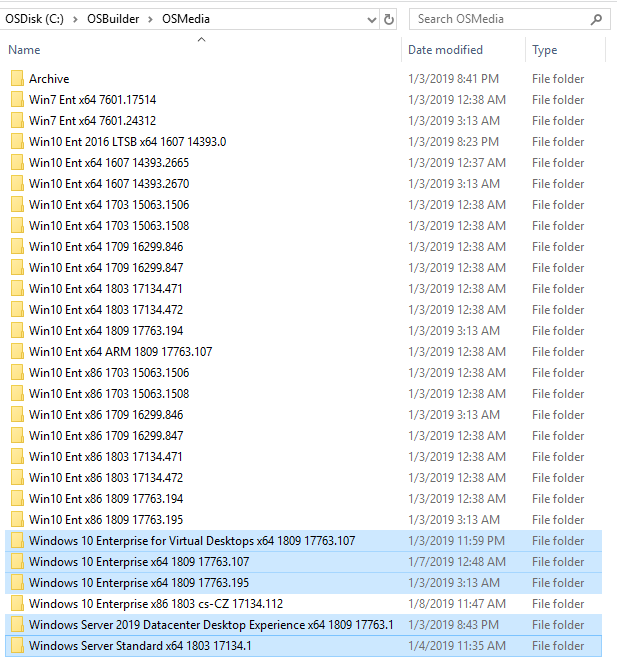 OSDisk (C:) > OSBuilder > OSMedia Search OSMedia
Name Date modified Type
Archive 1/3/2019 8:41 PM File folder
Win7 Ent x64 7601.17514 1/3/2019 12:38 AM File folder
Win7 Ent x64 7601.24312 1/3/2019 3:13 AM File folder
Win10 Ent 2016 LTSB x64 1607 14393.0 1/3/2019 8:23 PM File folder
Win10 Ent x64 1607 14393.2665 1/3/2019 12:37 AM File folder
Win10 Ent x64 1607 14393.2670 1/3/2019 3:13 AM File folder
Win10 Ent x64 1703 15063.1506 1/3/2019 12:38 AM File folder
Win10 Ent x64 1703 15063.1508 1/3/2019 12:38 AM File folder
Win10 Ent x64 1709 16299.846 1/3/2019 12:38 AM File folder
Win10 Ent x64 1709 16299.847 1/3/2019 12:38 AM File folder
Win10 Ent x64 1803 17134.471 1/3/2019 12:38 AM File folder
Win10 Ent x64 1803 17134.472 1/3/2019 12:38 AM File folder
Win10 Ent x64 1809 17763.194 1/3/2019 3:13 AM File folder
Win10 Ent x64 ARM 1809 17763.107 1/3/2019 12:38 AM File folder
Win10 Ent x86 1703 15063.1506 1/3/2019 12:38 AM File folder
Win10 Ent x86 1703 15063.1508 1/3/2019 12:38 AM File folder
Win10 Ent x86 1709 16299.846 1/3/2019 3:13 AM File folder
Win10 Ent x86 1709 16299.847 1/3/2019 12:38 AM File folder
Win10 Ent x86 1803 17134.471 1/3/2019 12:38 AM File folder
Win10 Ent x86 1803 17134.472 1/3/2019 12:38 AM File folder
Win10 Ent x86 1809 17763.194 1/3/2019 12:38 AM File folder
Win10 Ent x86 1809 17763.195 1/3/2019 3:13 AM File folder
Windows 10 Enterprise for Virtual Desktops x64 1809 17763.107 1/3/2019 11:59 PM File folder
Windows 10 Enterprise x64 1809 17763.107 1/7/2019 12:48 AM File folder
Windows 10 Enterprise x64 1809 17763.195 1/3/2019 3:13 AM File folder
Windows 10 Enterprise x86 1803 cs-CZ 17134.112 1/8/2019 11:47 AM File folder
Windows Server 2019 Datacenter Desktop Experience x64 1809 17763.1 1/3/2019 8:43 PM File folder
Windows Server Standard x64 1803 17134.1 1/4/2019 11:35 AM File folder